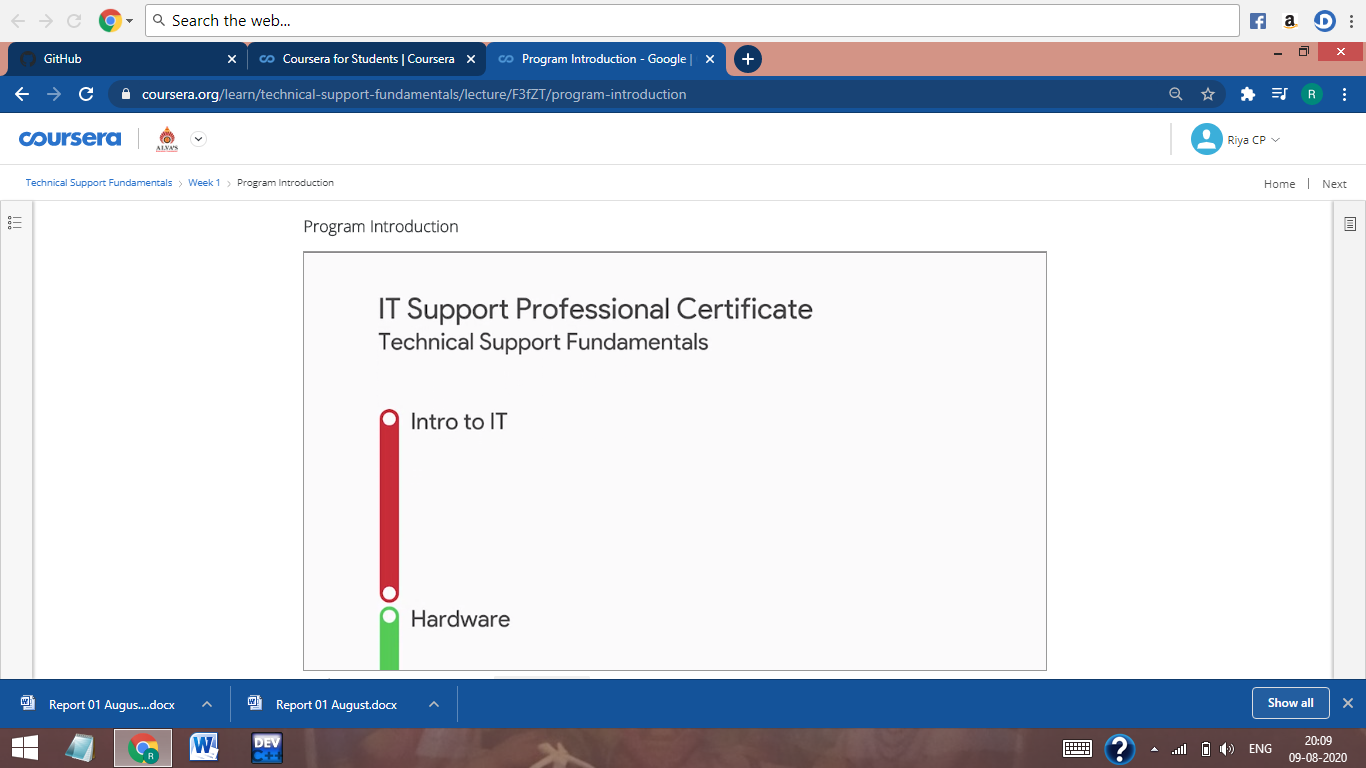 Search the web...
GitHub
Coursera for Students | Coursera
Program Introduction - Google |
coursera.org/learn/technical-support-fundamentals/lecture/F3fZT/program-introduction
R
coursera
ALVA'S
Riya CP
Technical Support Fundamentals
Week 1
Program Introduction
Home | Next
Program Introduction
IT Support Professional Certificate
Technical Support Fundamentals
Intro to IT
Hardware
Report 01 Augus....docx
Report 01 August.docx
Show all
R
DEV
C++
ENG
20:09
09-08-2020